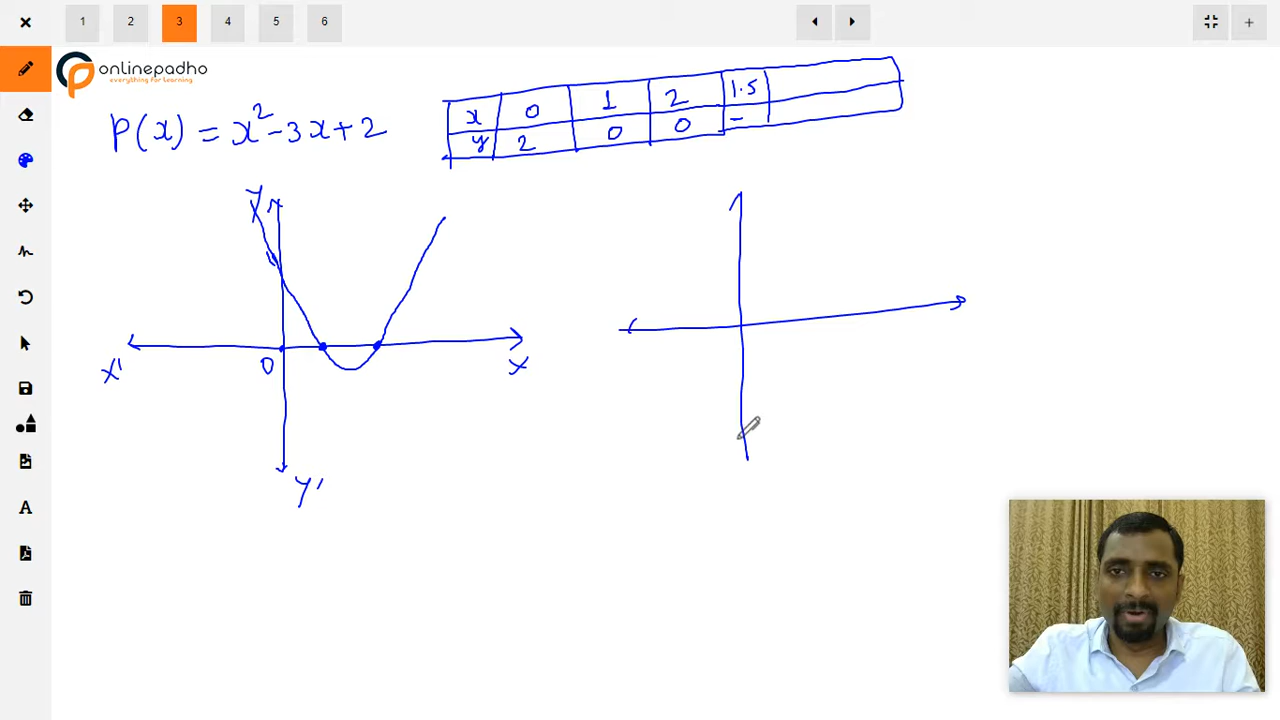 1 2 3 4 5 6
onlinepadho
everything for learning
P(x) = x²-3x+2
x 0 1 2 1.5
y 2 0 0 -
Y
X' 0 X
Y'
A